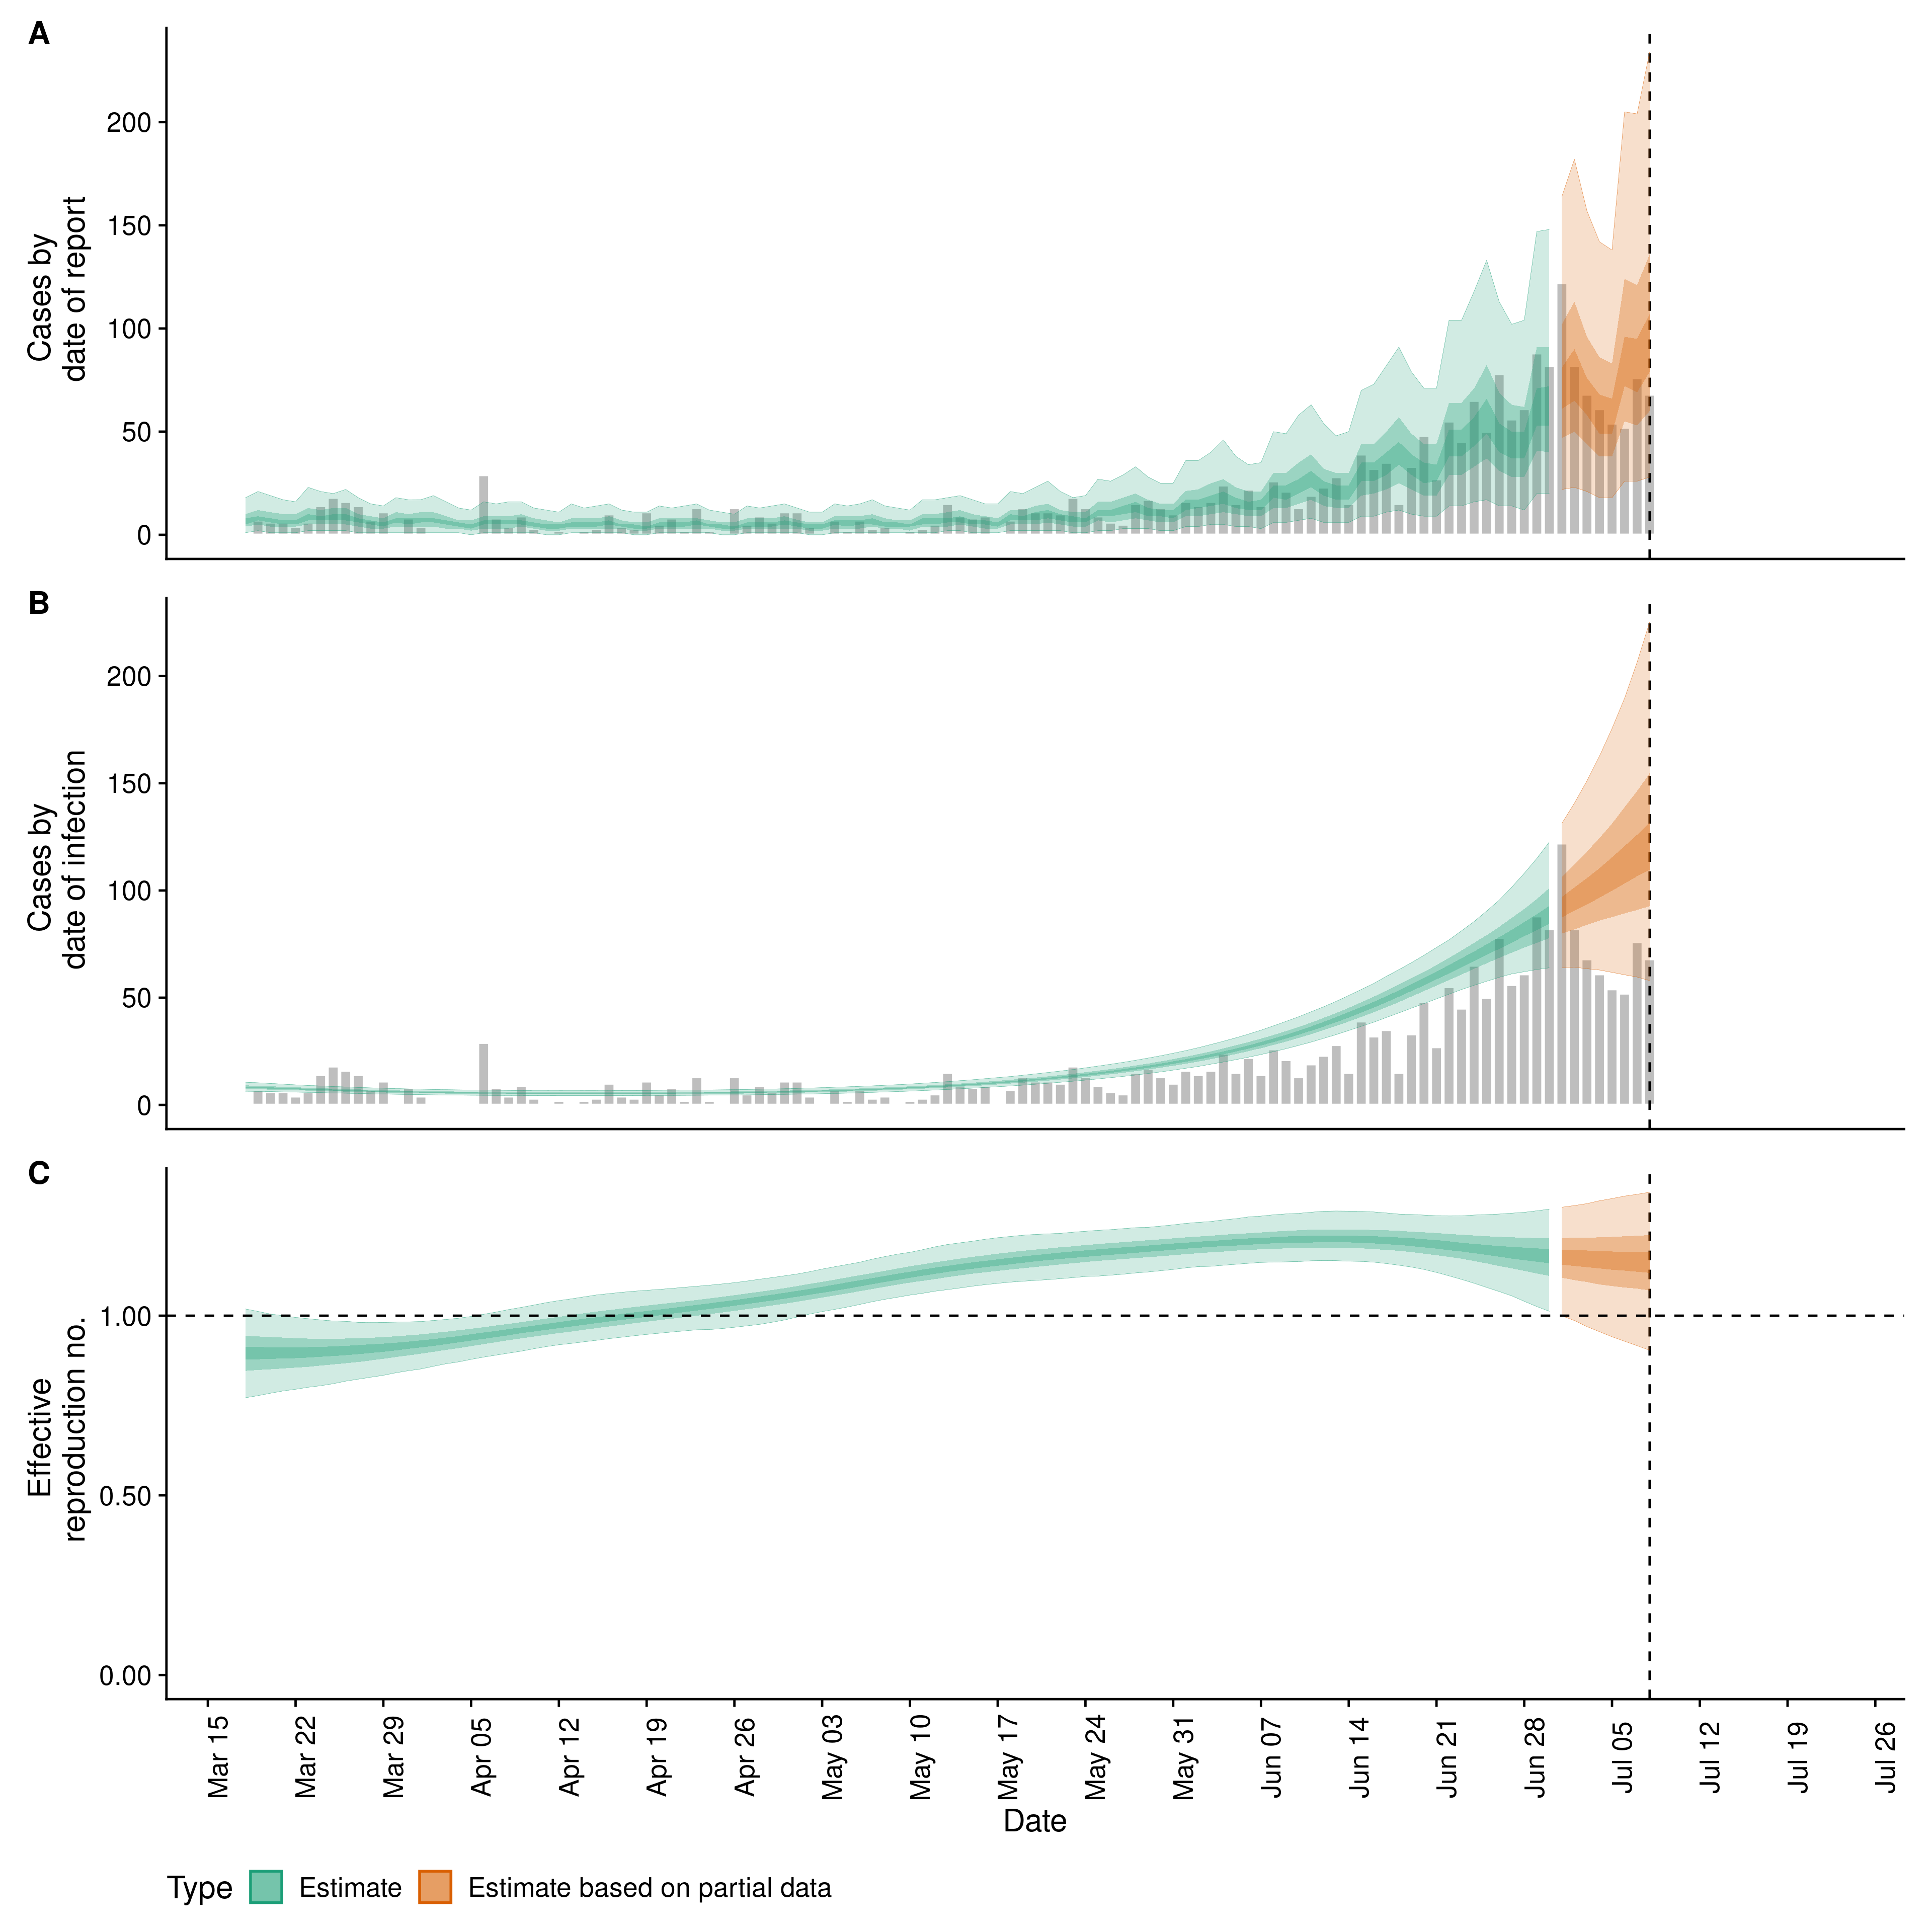 A
Cases by
date of report
200
150
100
50
0
B
Cases by
date of infection
200
150
100
50
0
C
Effective
reproduction no.
1.00
0.50
0.00
Mar 15
Mar 22
Mar 29
Apr 05
Apr 12
Apr 19
Apr 26
May 03
May 10
May 17
May 24
May 31
Jun 07
Jun 14
Jun 21
Jun 28
Jul 05
Jul 12
Jul 19
Jul 26
Date
Type Estimate Estimate based on partial data